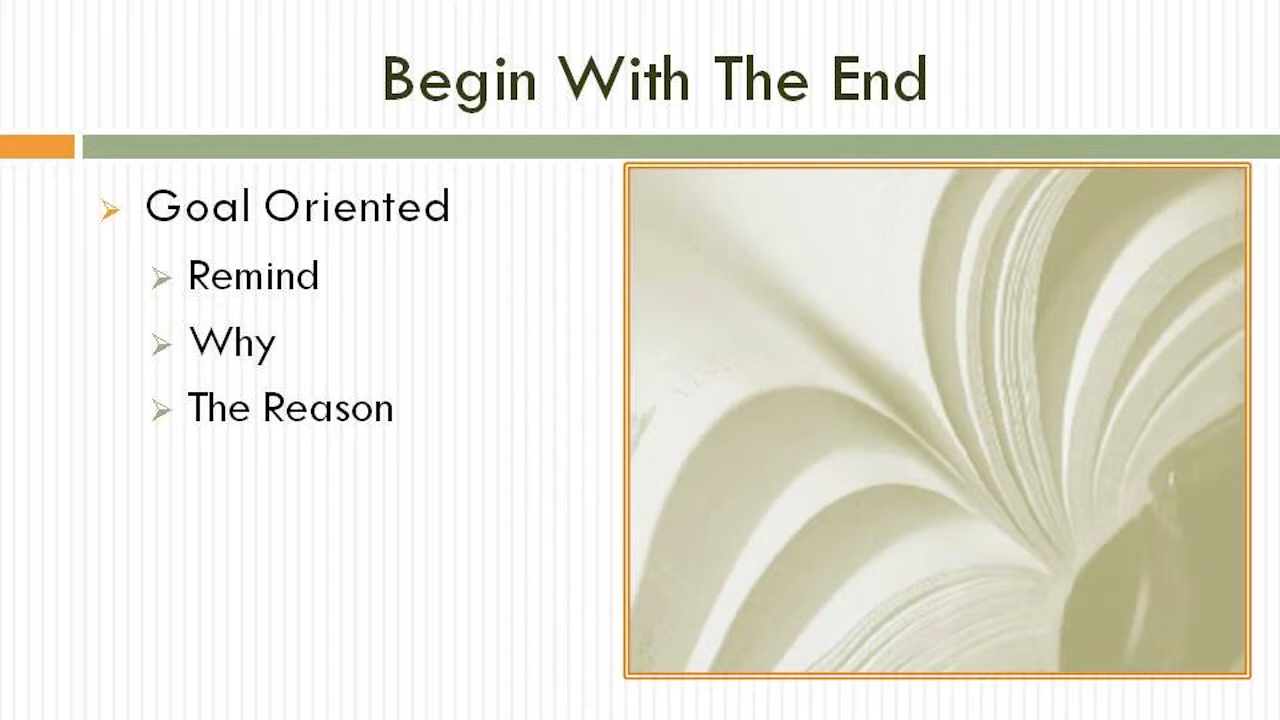 Begin With The End
Goal Oriented
Remind
Why
The Reason